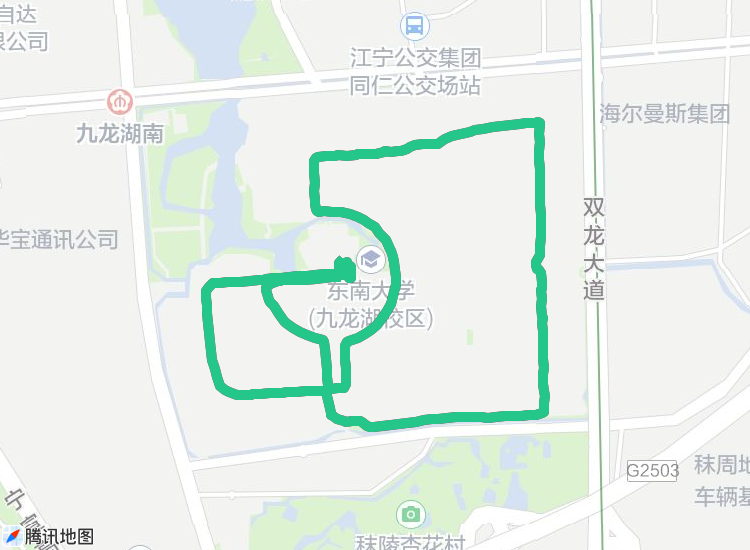 自达
限公司
江宁公交集团
同仁公交场站
九龙湖南
海尔曼斯集团
华宝通讯公司
双龙大道
东南大学
(九龙湖校区)
G2503
秣周地
车辆基
秣陵杏花村
腾讯地图